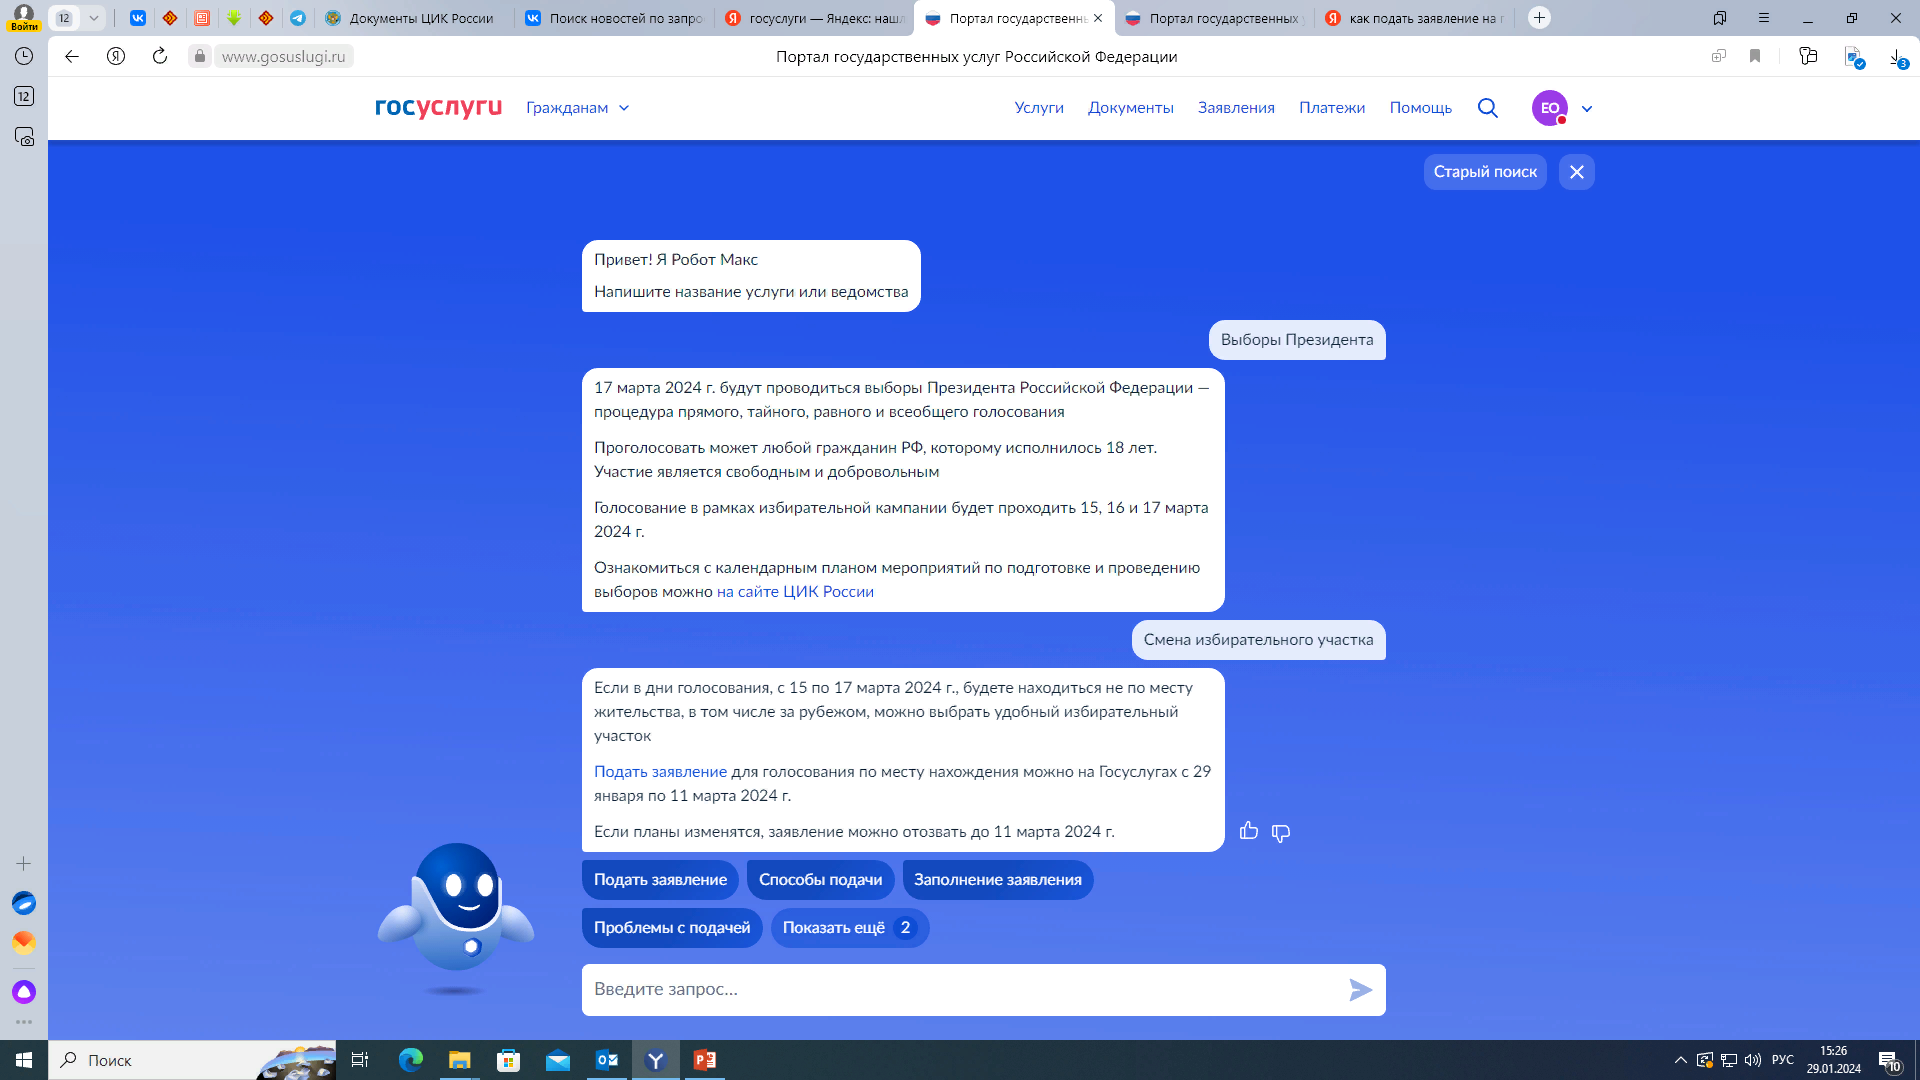 12
Документы ЦИК России
Поиск новостей по запро
госуслуги — Яндекс: наш
Портал государственн
Портал государственных
как подать заявление на
Войти
www.gosuslugi.ru
Портал государственных услуг Российской Федерации
3
12
госуслуги
Гражданам
Услуги
Документы
Заявления
Платежи
Помощь
ЕО
Старый поиск
Привет! Я Робот Макс
Напишите название услуги или ведомства
Выборы Президента
17 марта 2024 г. будут проводиться выборы Президента Российской Федерации —
процедура прямого, тайного, равного и всеобщего голосования
Проголосовать может любой гражданин РФ, которому исполнилось 18 лет.
Участие является свободным и добровольным
Голосование в рамках избирательной кампании будет проходить 15, 16 и 17 марта
2024 г.
Ознакомиться с календарным планом мероприятий по подготовке и проведению
выборов можно на сайте ЦИК России
Смена избирательного участка
Если в дни голосования, с 15 по 17 марта 2024 г., будете находиться не по месту
жительства, в том числе за рубежом, можно выбрать удобный избирательный
участок
Подать заявление для голосования по месту нахождения можно на Госуслугах с 29
января по 11 марта 2024 г.
Если планы изменятся, заявление можно отозвать до 11 марта 2024 г.
Подать заявление
Способы подачи
Заполнение заявления
Проблемы с подачей
Показать ещё 2
Введите запрос...
Поиск
РУС
15:26
29.01.2024
10